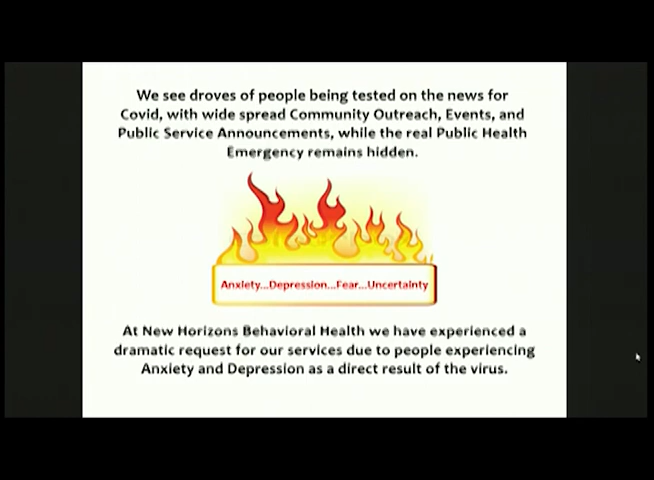 We see droves of people being tested on the news for
Covid, with wide spread Community Outreach, Events, and
Public Service Announcements, while the real Public Health
Emergency remains hidden.
Anxiety...Depression...Fear...Uncertainty
At New Horizons Behavioral Health we have experienced a
dramatic request for our services due to people experiencing
Anxiety and Depression as a direct result of the virus.